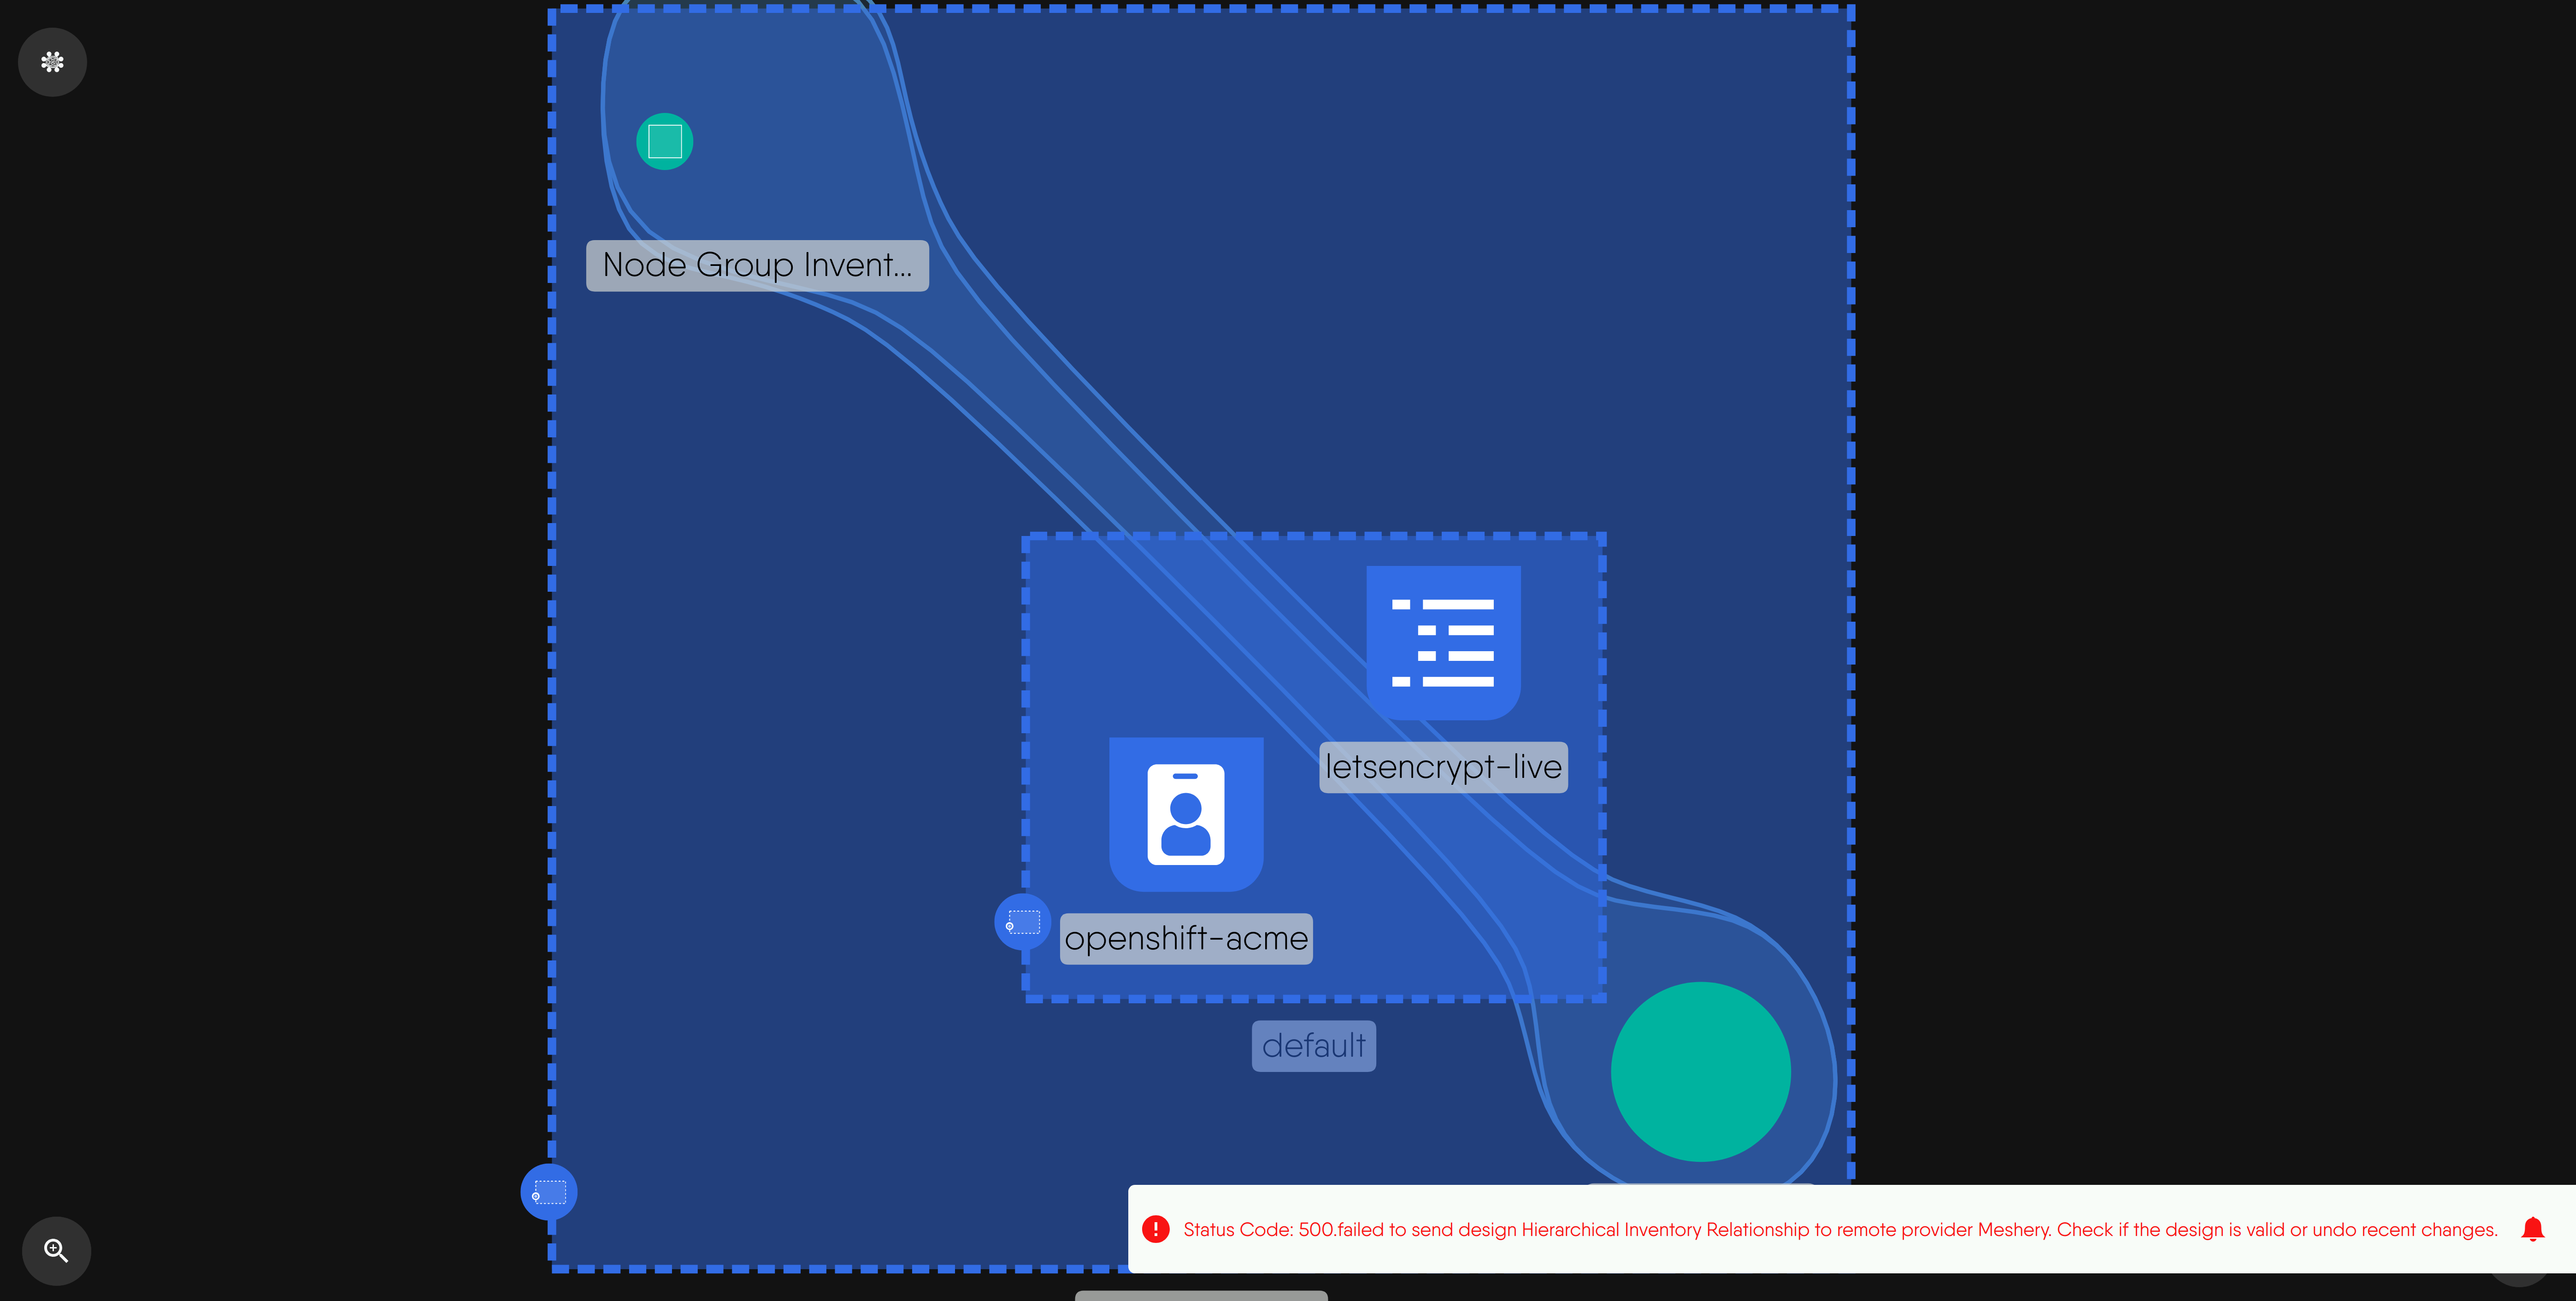 Node Group Invent...
letsencrypt-live
openshift-acme
default
Status Code: 500.failed to send design Hierarchical Inventory Relationship to remote provider Meshery. Check if the design is valid or undo recent changes.